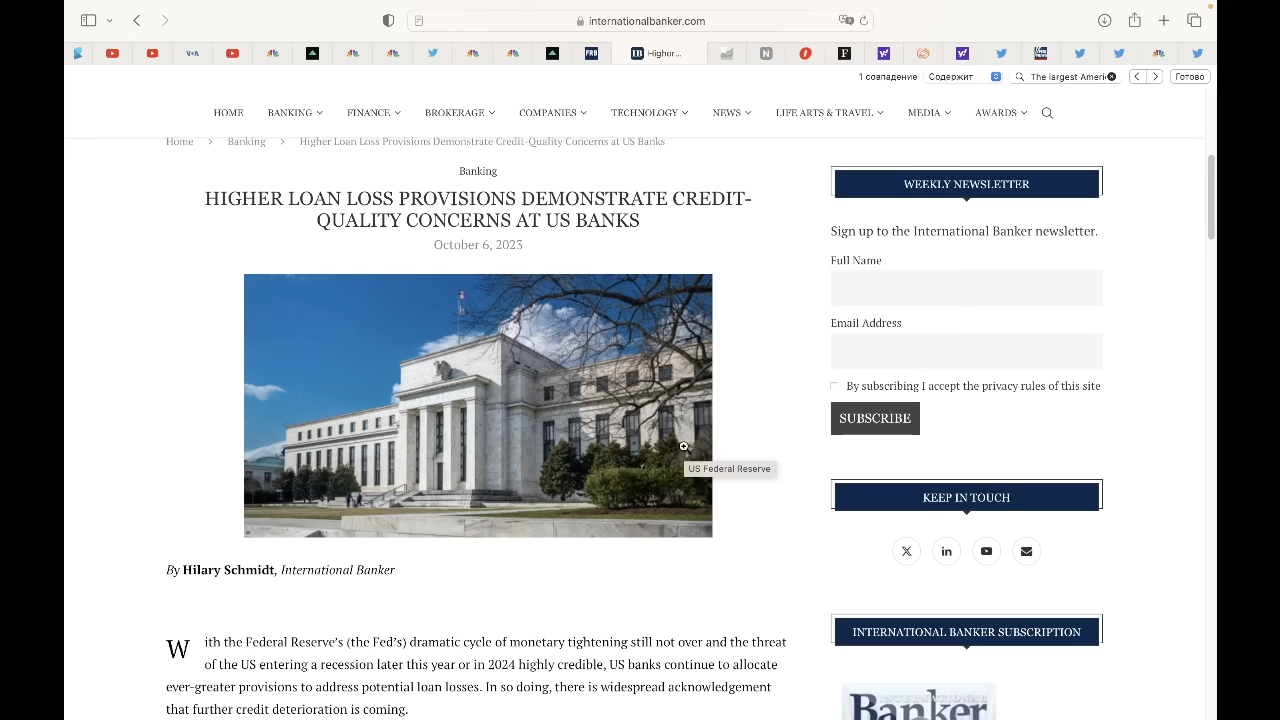 internationalbanker.com
VOA
FRB
IB Higher...
N
F
1 совпадение Содержит The largest Ameri Готово
HOME BANKING FINANCE BROKERAGE COMPANIES TECHNOLOGY NEWS LIFE ARTS & TRAVEL MEDIA AWARDS
Home > Banking > Higher Loan Loss Provisions Demonstrate Credit-Quality Concerns at US Banks
Banking
HIGHER LOAN LOSS PROVISIONS DEMONSTRATE CREDIT-
QUALITY CONCERNS AT US BANKS
October 6, 2023
US Federal Reserve
By Hilary Schmidt, International Banker
With the Federal Reserve’s (the Fed’s) dramatic cycle of monetary tightening still not over and the threat
of the US entering a recession later this year or in 2024 highly credible, US banks continue to allocate
ever-greater provisions to address potential loan losses. In so doing, there is widespread acknowledgement
that further credit deterioration is coming.
WEEKLY NEWSLETTER
Sign up to the International Banker newsletter.
Full Name
Email Address
By subscribing I accept the privacy rules of this site
SUBSCRIBE
KEEP IN TOUCH
X in
INTERNATIONAL BANKER SUBSCRIPTION
INTERNATIONAL
Banker